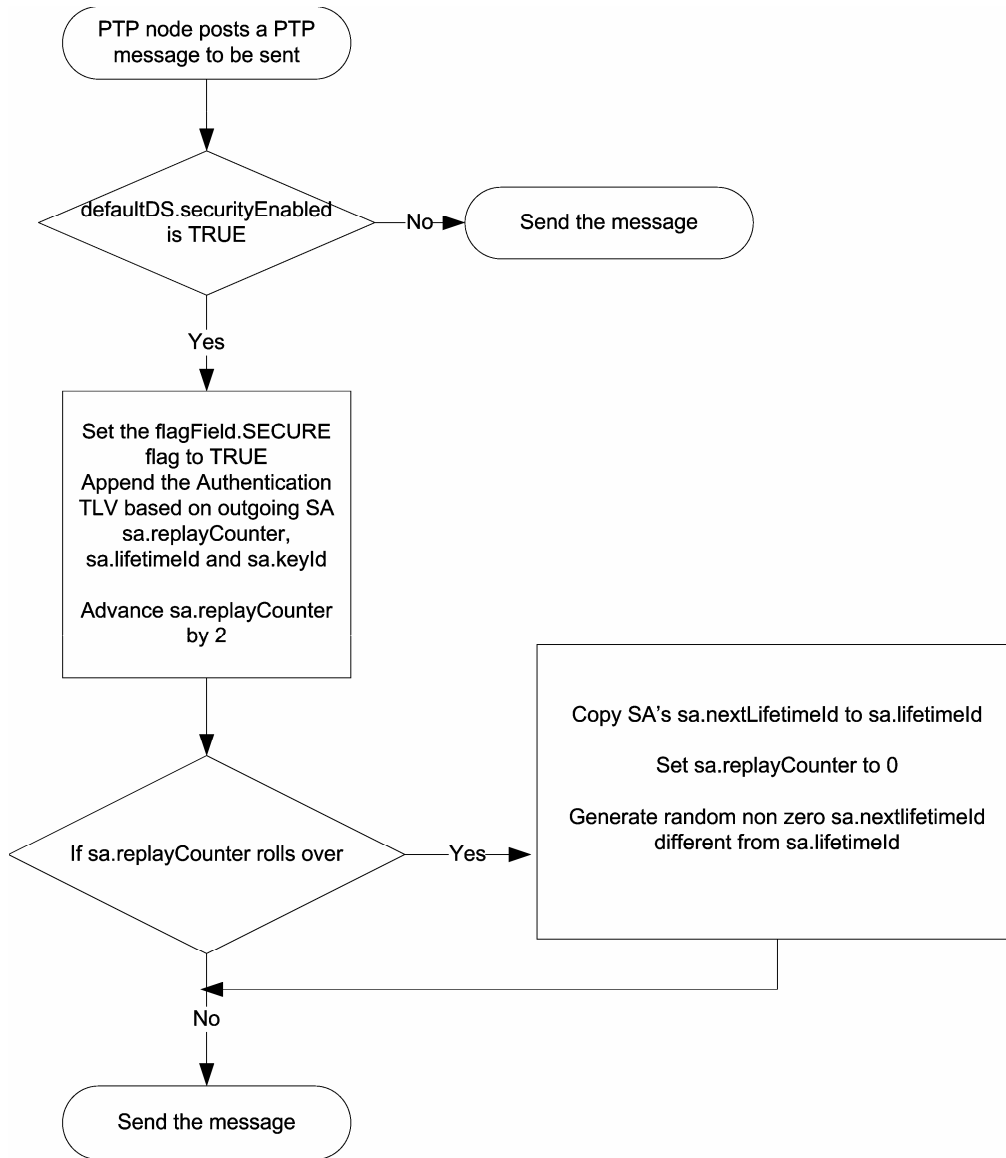 PTP node posts a PTP
message to be sent
defaultDS.securityEnabled
is TRUE
No
Send the message
Yes
Set the flagField.SECURE
flag to TRUE
Append the Authentication
TLV based on outgoing SA
sa.replayCounter,
sa.lifetimeId and sa.keyId
Advance sa.replayCounter
by 2
Copy SA's sa.nextLifetimeId to sa.lifetimeId
Set sa.replayCounter to 0
Generate random non zero sa.nextlifetimeId
different from sa.lifetimeId
If sa.replayCounter rolls over
Yes
No
Send the message